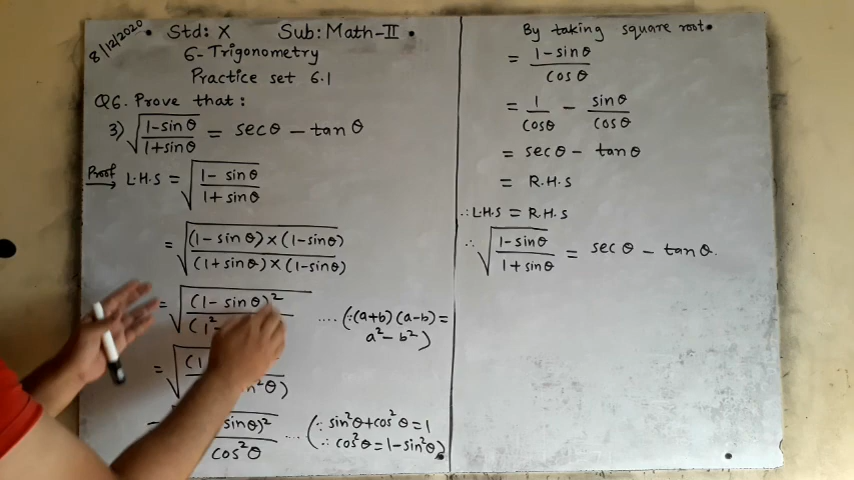 8/12/2020 • Std: X Sub: Math-II •
6-Trigonometry
Practice set 6.1
Q6. Prove that:
3) √((1-sinθ)/(1+sinθ)) = secθ - tanθ
Proof → L.H.S = √((1-sinθ)/(1+sinθ))
= √(((1-sinθ)×(1-sinθ))/((1+sinθ)×(1-sinθ)))
= √((1-sinθ)²/(1²- .... (∵(a+b)(a-b)=
a²-b²)
= √((1 n²θ)
sinθ)²/cos²θ ... (∵ sin²θ+cos²θ=1
∴ cos²θ=1-sin²θ)
By taking square root.
= (1-sinθ)/cosθ
= 1/cosθ - sinθ/cosθ
= secθ - tanθ
= R.H.S
∴ L.H.S = R.H.S
∴ √((1-sinθ)/(1+sinθ)) = secθ - tanθ.